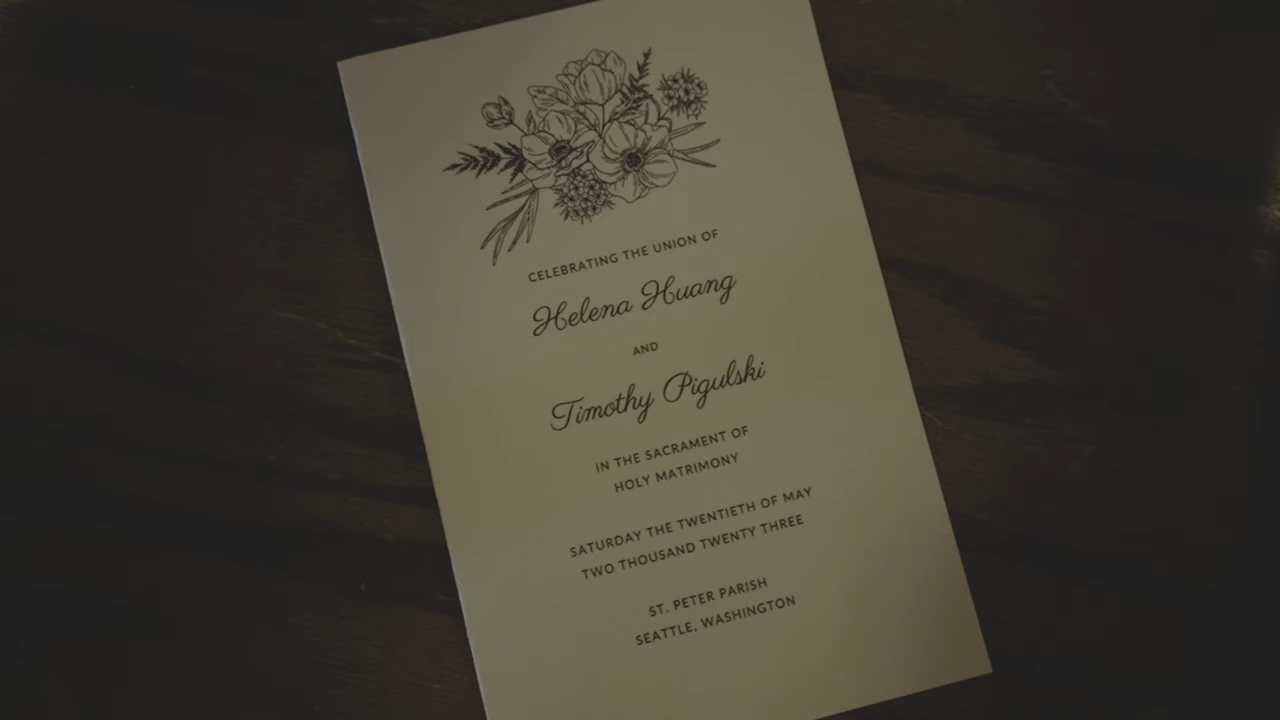 CELEBRATING THE UNION OF
Helena Huang
AND
Timothy Pigulski
IN THE SACRAMENT OF
HOLY MATRIMONY
SATURDAY THE TWENTIETH OF MAY
TWO THOUSAND TWENTY THREE
ST. PETER PARISH
SEATTLE, WASHINGTON